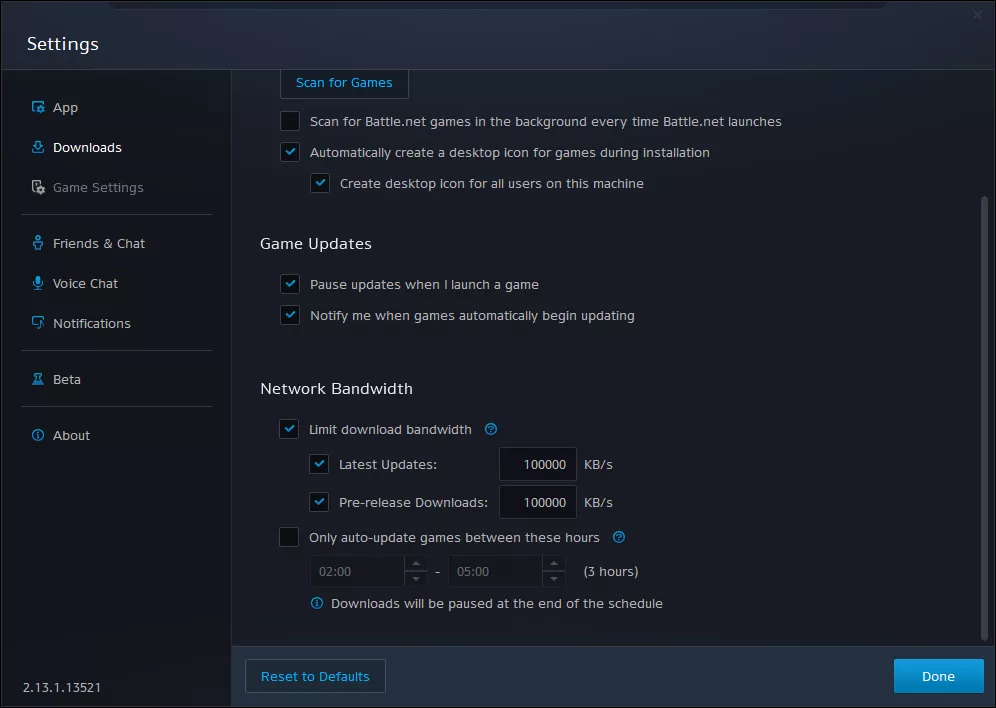 Settings
App
Downloads
Game Settings
Friends & Chat
Voice Chat
Notifications
Beta
About
2.13.1.13521
Scan for Games
Scan for Battle.net games in the background every time Battle.net launches
Automatically create a desktop icon for games during installation
Create desktop icon for all users on this machine
Game Updates
Pause updates when I launch a game
Notify me when games automatically begin updating
Network Bandwidth
Limit download bandwidth ?
Latest Updates: 100000 KB/s
Pre-release Downloads: 100000 KB/s
Only auto-update games between these hours ?
02:00 - 05:00 (3 hours)
Downloads will be paused at the end of the schedule
Reset to Defaults
Done